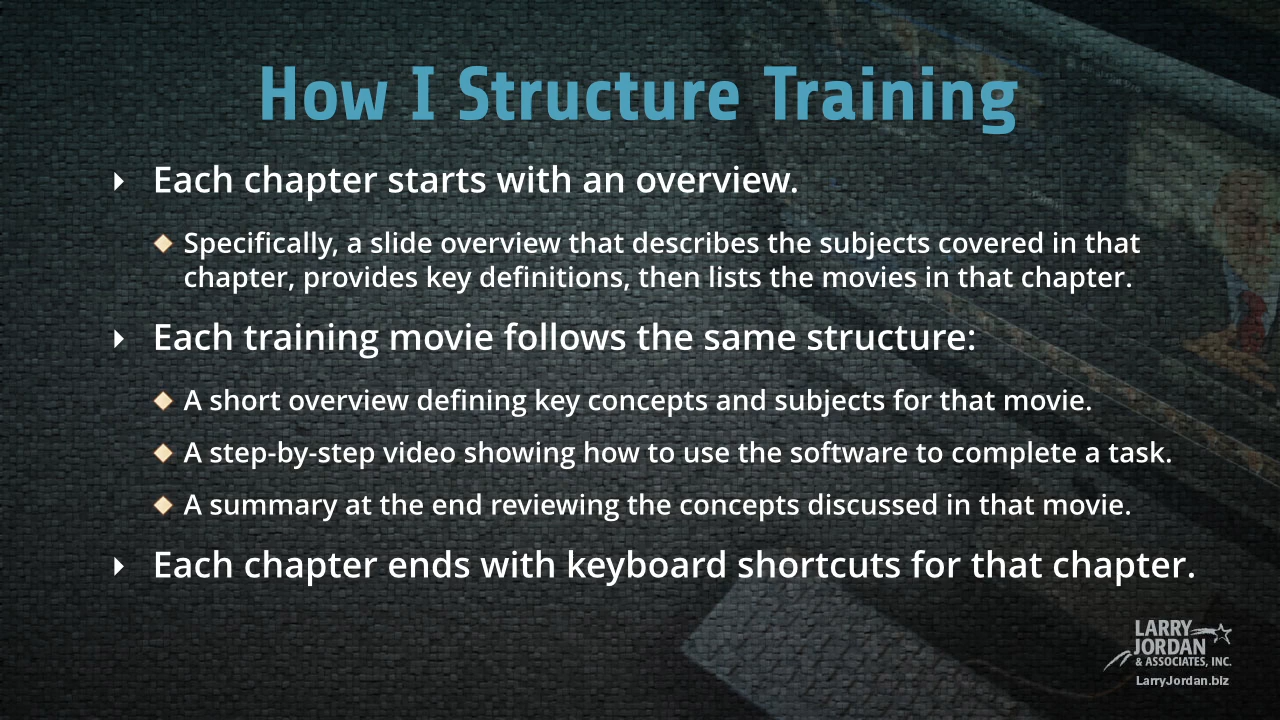 How I Structure Training
Each chapter starts with an overview.
Specifically, a slide overview that describes the subjects covered in that
chapter, provides key definitions, then lists the movies in that chapter.
Each training movie follows the same structure:
A short overview defining key concepts and subjects for that movie.
A step-by-step video showing how to use the software to complete a task.
A summary at the end reviewing the concepts discussed in that movie.
Each chapter ends with keyboard shortcuts for that chapter.
LARRY
JORDAN
& ASSOCIATES, INC.
LarryJordan.biz